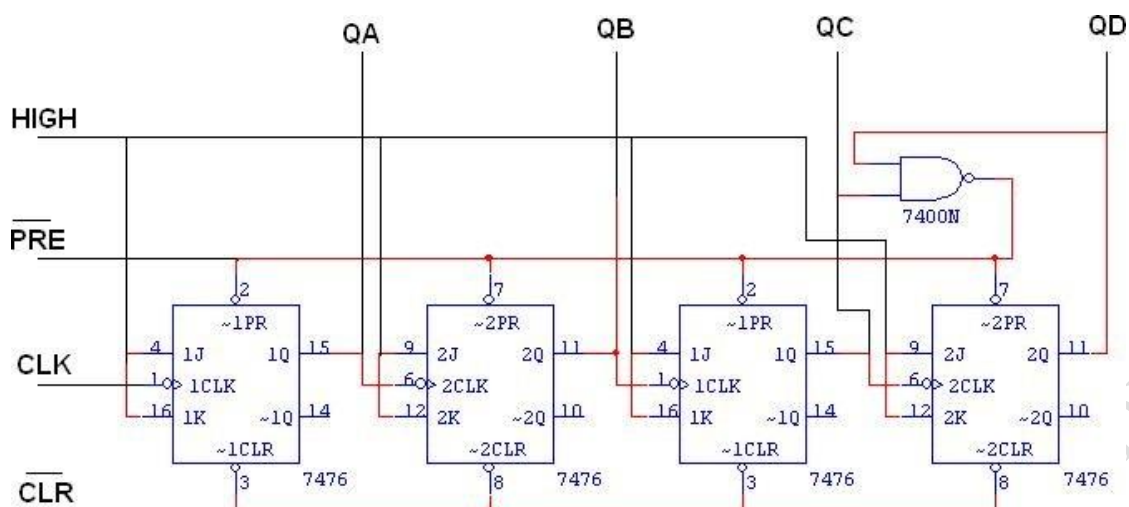 QA QB QC QD
HIGH
7400N
PRE
2 7 2 7
~1PR ~2PR ~1PR ~2PR
4 1J 1Q 15 9 2J 2Q 11 4 1J 1Q 15 9 2J 2Q 11
CLK 1 1CLK 6 2CLK 1 1CLK 6 2CLK
16 1K ~1Q 14 12 2K ~2Q 10 16 1K ~1Q 14 12 2K ~2Q 10
~1CLR ~2CLR ~1CLR ~2CLR
CLR 3 7476 8 7476 3 7476 8 7476